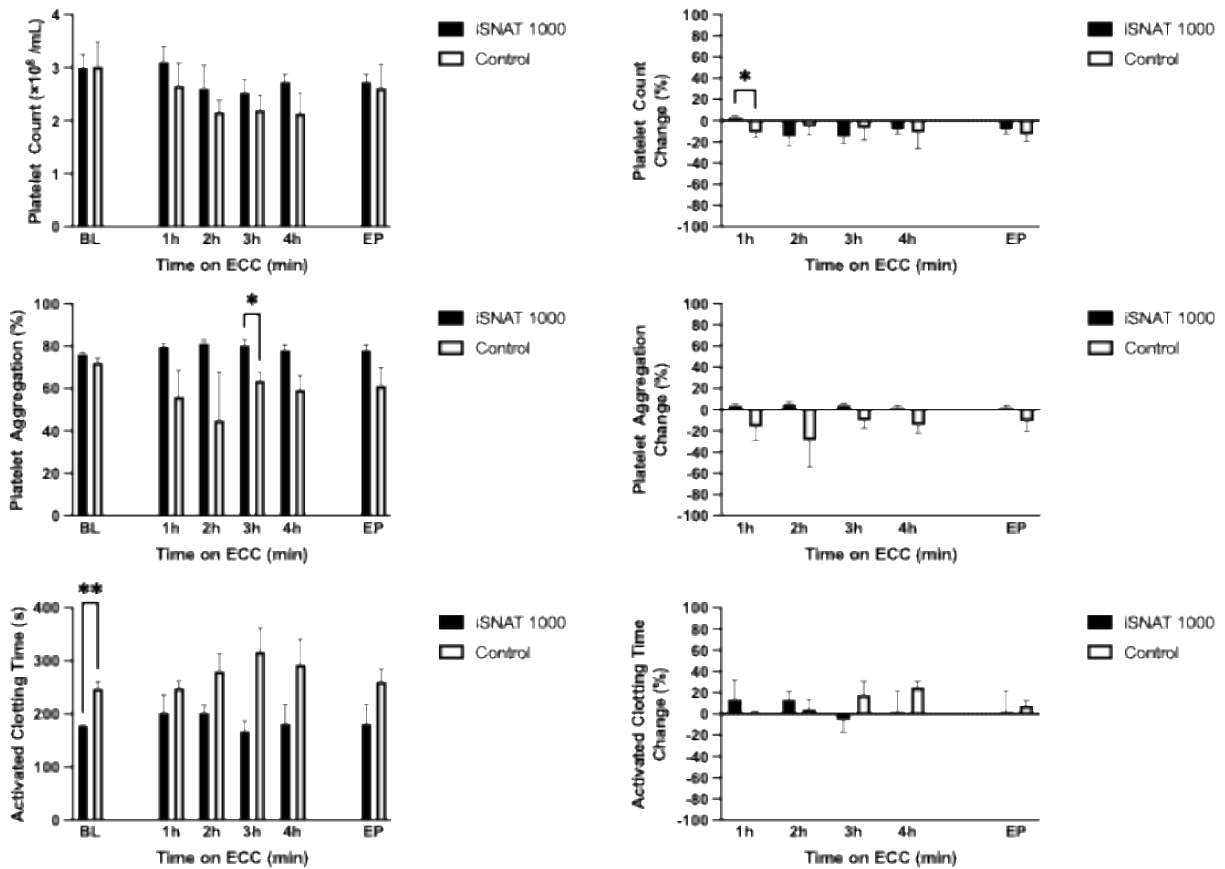 Platelet Count (×10⁸ /mL)
4
3
2
1
0
BL 1h 2h 3h 4h EP
Time on ECC (min)
iSNAT 1000
Control
Platelet Count
Change (%)
100
80
60
40
20
0
-20
-40
-60
-80
-100
*
1h 2h 3h 4h EP
Time on ECC (min)
iSNAT 1000
Control
Platelet Aggregation (%)
100
80
60
40
20
0
*
BL 1h 2h 3h 4h EP
Time on ECC (min)
iSNAT 1000
Control
Platelet Aggregation
Change (%)
100
80
60
40
20
0
-20
-40
-60
-80
-100
1h 2h 3h 4h EP
Time on ECC (min)
iSNAT 1000
Control
Activated Clotting Time (s)
400
300
200
100
0
**
BL 1h 2h 3h 4h EP
Time on ECC (min)
iSNAT 1000
Control
Activated Clotting Time
Change (%)
100
80
60
40
20
0
-20
-40
-60
-80
-100
1h 2h 3h 4h EP
Time on ECC (min)
iSNAT 1000
Control